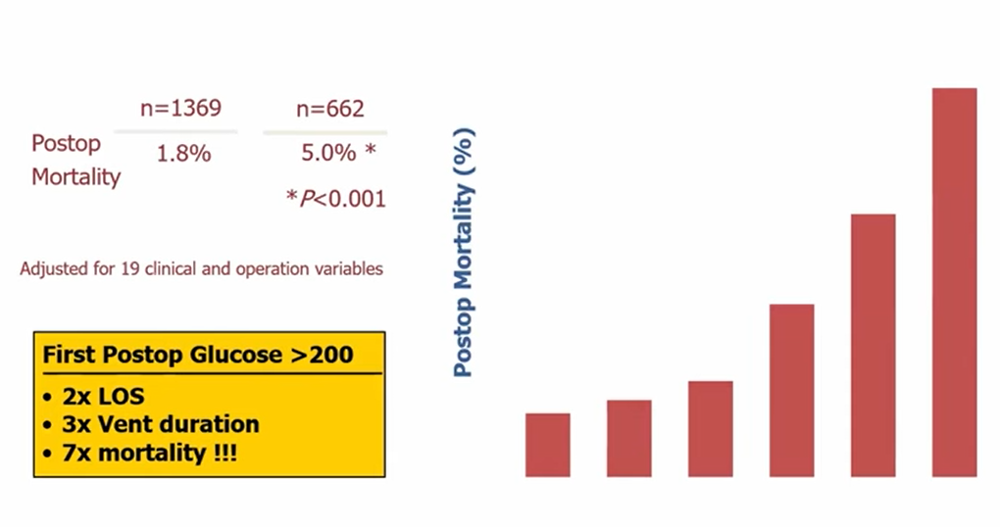 n=1369 n=662
Postop
Mortality
1.8% 5.0% *
*P<0.001
Adjusted for 19 clinical and operation variables
First Postop Glucose >200
• 2x LOS
• 3x Vent duration
• 7x mortality !!!
Postop Mortality (%)